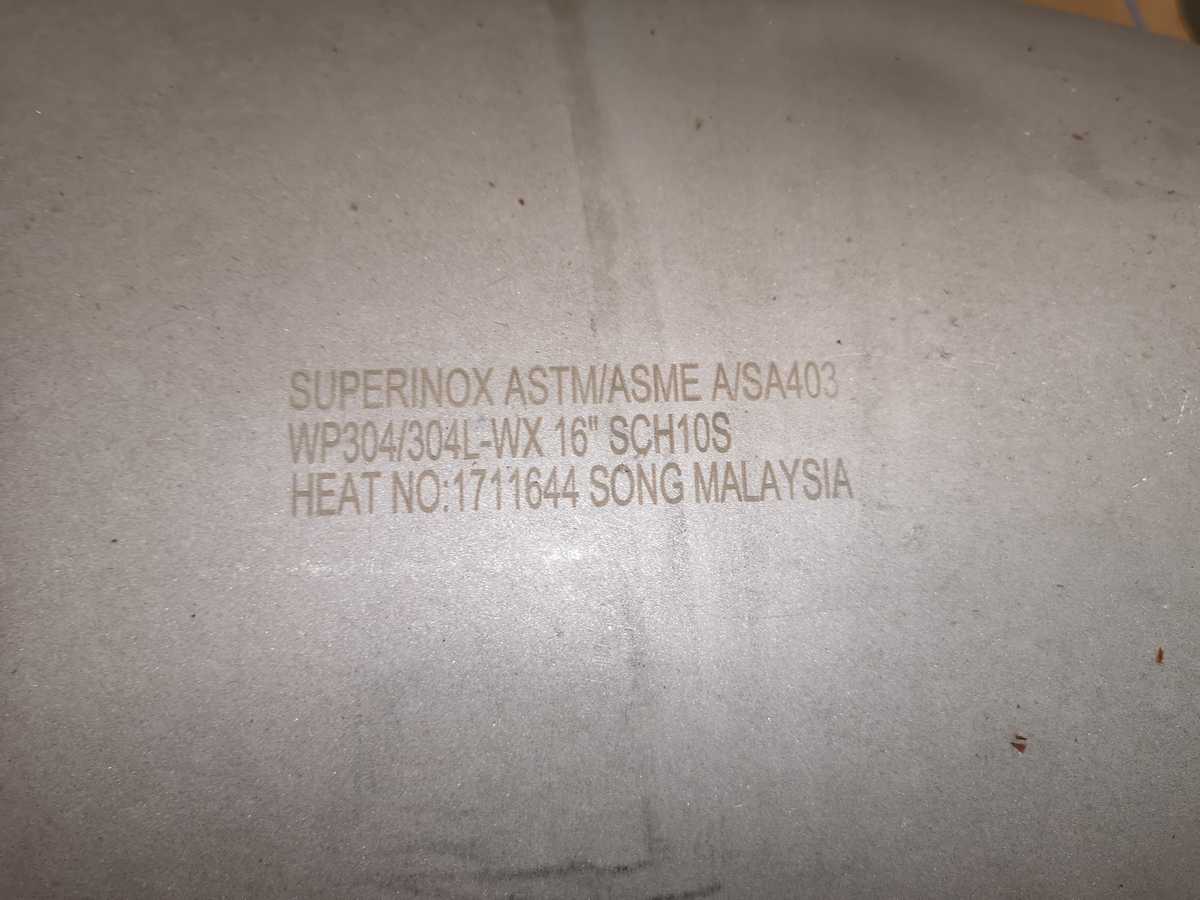 SUPERINOX ASTM/ASME A/SA403
WP304/304L-WX 16" SCH10S
HEAT NO:1711644 SONG MALAYSIA